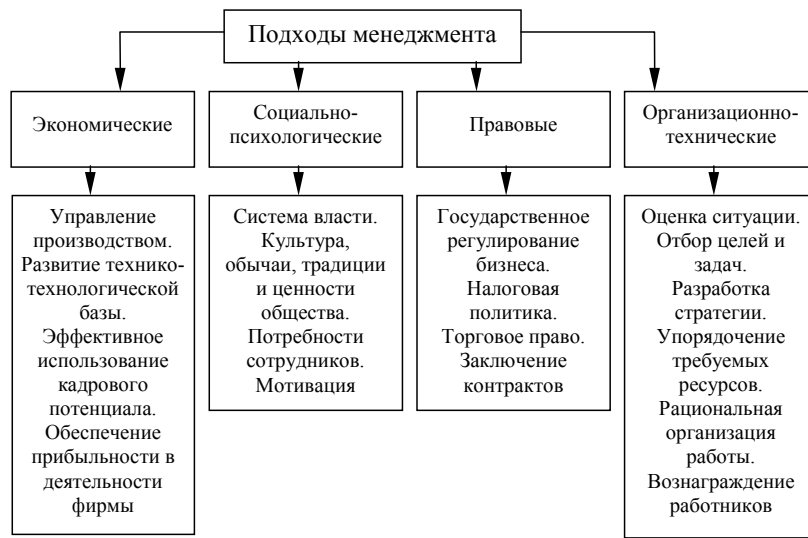 Подходы менеджмента
Экономические
Социально-
психологические
Правовые
Организационно-
технические
Управление
производством.
Развитие технико-
технологической
базы.
Эффективное
использование
кадрового
потенциала.
Обеспечение
прибыльности в
деятельности
фирмы
Система власти.
Культура,
обычаи, традиции
и ценности
общества.
Потребности
сотрудников.
Мотивация
Государственное
регулирование
бизнеса.
Налоговая
политика.
Торговое право.
Заключение
контрактов
Оценка ситуации.
Отбор целей и
задач.
Разработка
стратегии.
Упорядочение
требуемых
ресурсов.
Рациональная
организация
работы.
Вознаграждение
работников